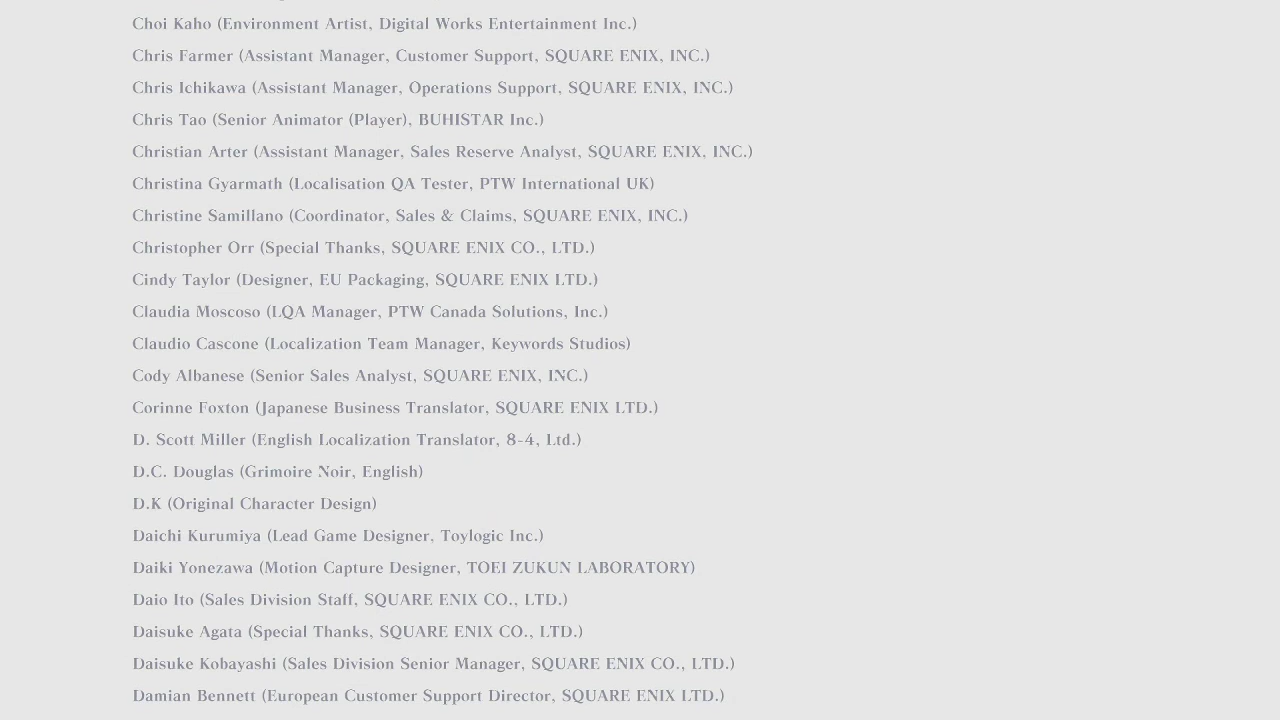 Choi Kaho (Environment Artist, Digital Works Entertainment Inc.)
Chris Farmer (Assistant Manager, Customer Support, SQUARE ENIX, INC.)
Chris Ichikawa (Assistant Manager, Operations Support, SQUARE ENIX, INC.)
Chris Tao (Senior Animator (Player), BUHISTAR Inc.)
Christian Arter (Assistant Manager, Sales Reserve Analyst, SQUARE ENIX, INC.)
Christina Gyarmath (Localisation QA Tester, PTW International UK)
Christine Samillano (Coordinator, Sales & Claims, SQUARE ENIX, INC.)
Christopher Orr (Special Thanks, SQUARE ENIX CO., LTD.)
Cindy Taylor (Designer, EU Packaging, SQUARE ENIX LTD.)
Claudia Moscoso (LQA Manager, PTW Canada Solutions, Inc.)
Claudio Cascone (Localization Team Manager, Keywords Studios)
Cody Albanese (Senior Sales Analyst, SQUARE ENIX, INC.)
Corinne Foxton (Japanese Business Translator, SQUARE ENIX LTD.)
D. Scott Miller (English Localization Translator, 8-4, Ltd.)
D.C. Douglas (Grimoire Noir, English)
D.K (Original Character Design)
Daichi Kurumiya (Lead Game Designer, Toylogic Inc.)
Daiki Yonezawa (Motion Capture Designer, TOEI ZUKUN LABORATORY)
Daio Ito (Sales Division Staff, SQUARE ENIX CO., LTD.)
Daisuke Agata (Special Thanks, SQUARE ENIX CO., LTD.)
Daisuke Kobayashi (Sales Division Senior Manager, SQUARE ENIX CO., LTD.)
Damian Bennett (European Customer Support Director, SQUARE ENIX LTD.)